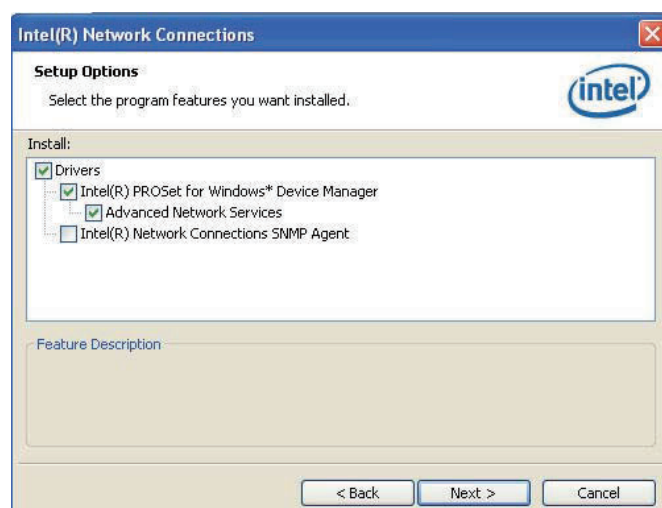 Intel(R) Network Connections
Setup Options
Select the program features you want installed.
intel
Install:
Drivers
Intel(R) PROSet for Windows* Device Manager
Advanced Network Services
Intel(R) Network Connections SNMP Agent
Feature Description
< Back
Next >
Cancel